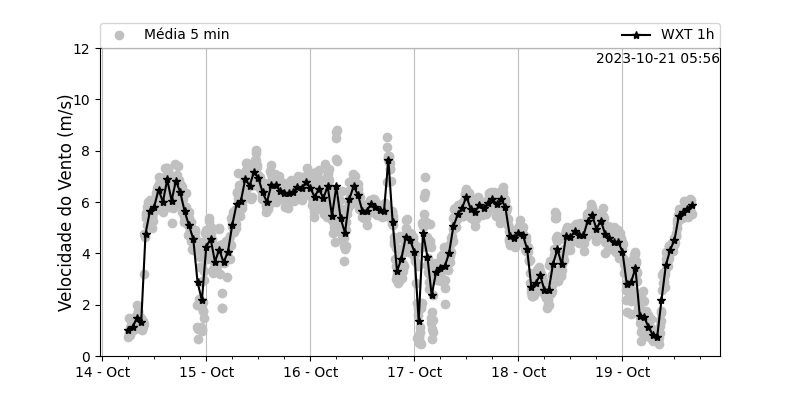 Média 5 min
WXT 1h
2023-10-21 05:56
Velocidade do Vento (m/s)
12
10
8
6
4
2
0
14 - Oct
15 - Oct
16 - Oct
17 - Oct
18 - Oct
19 - Oct